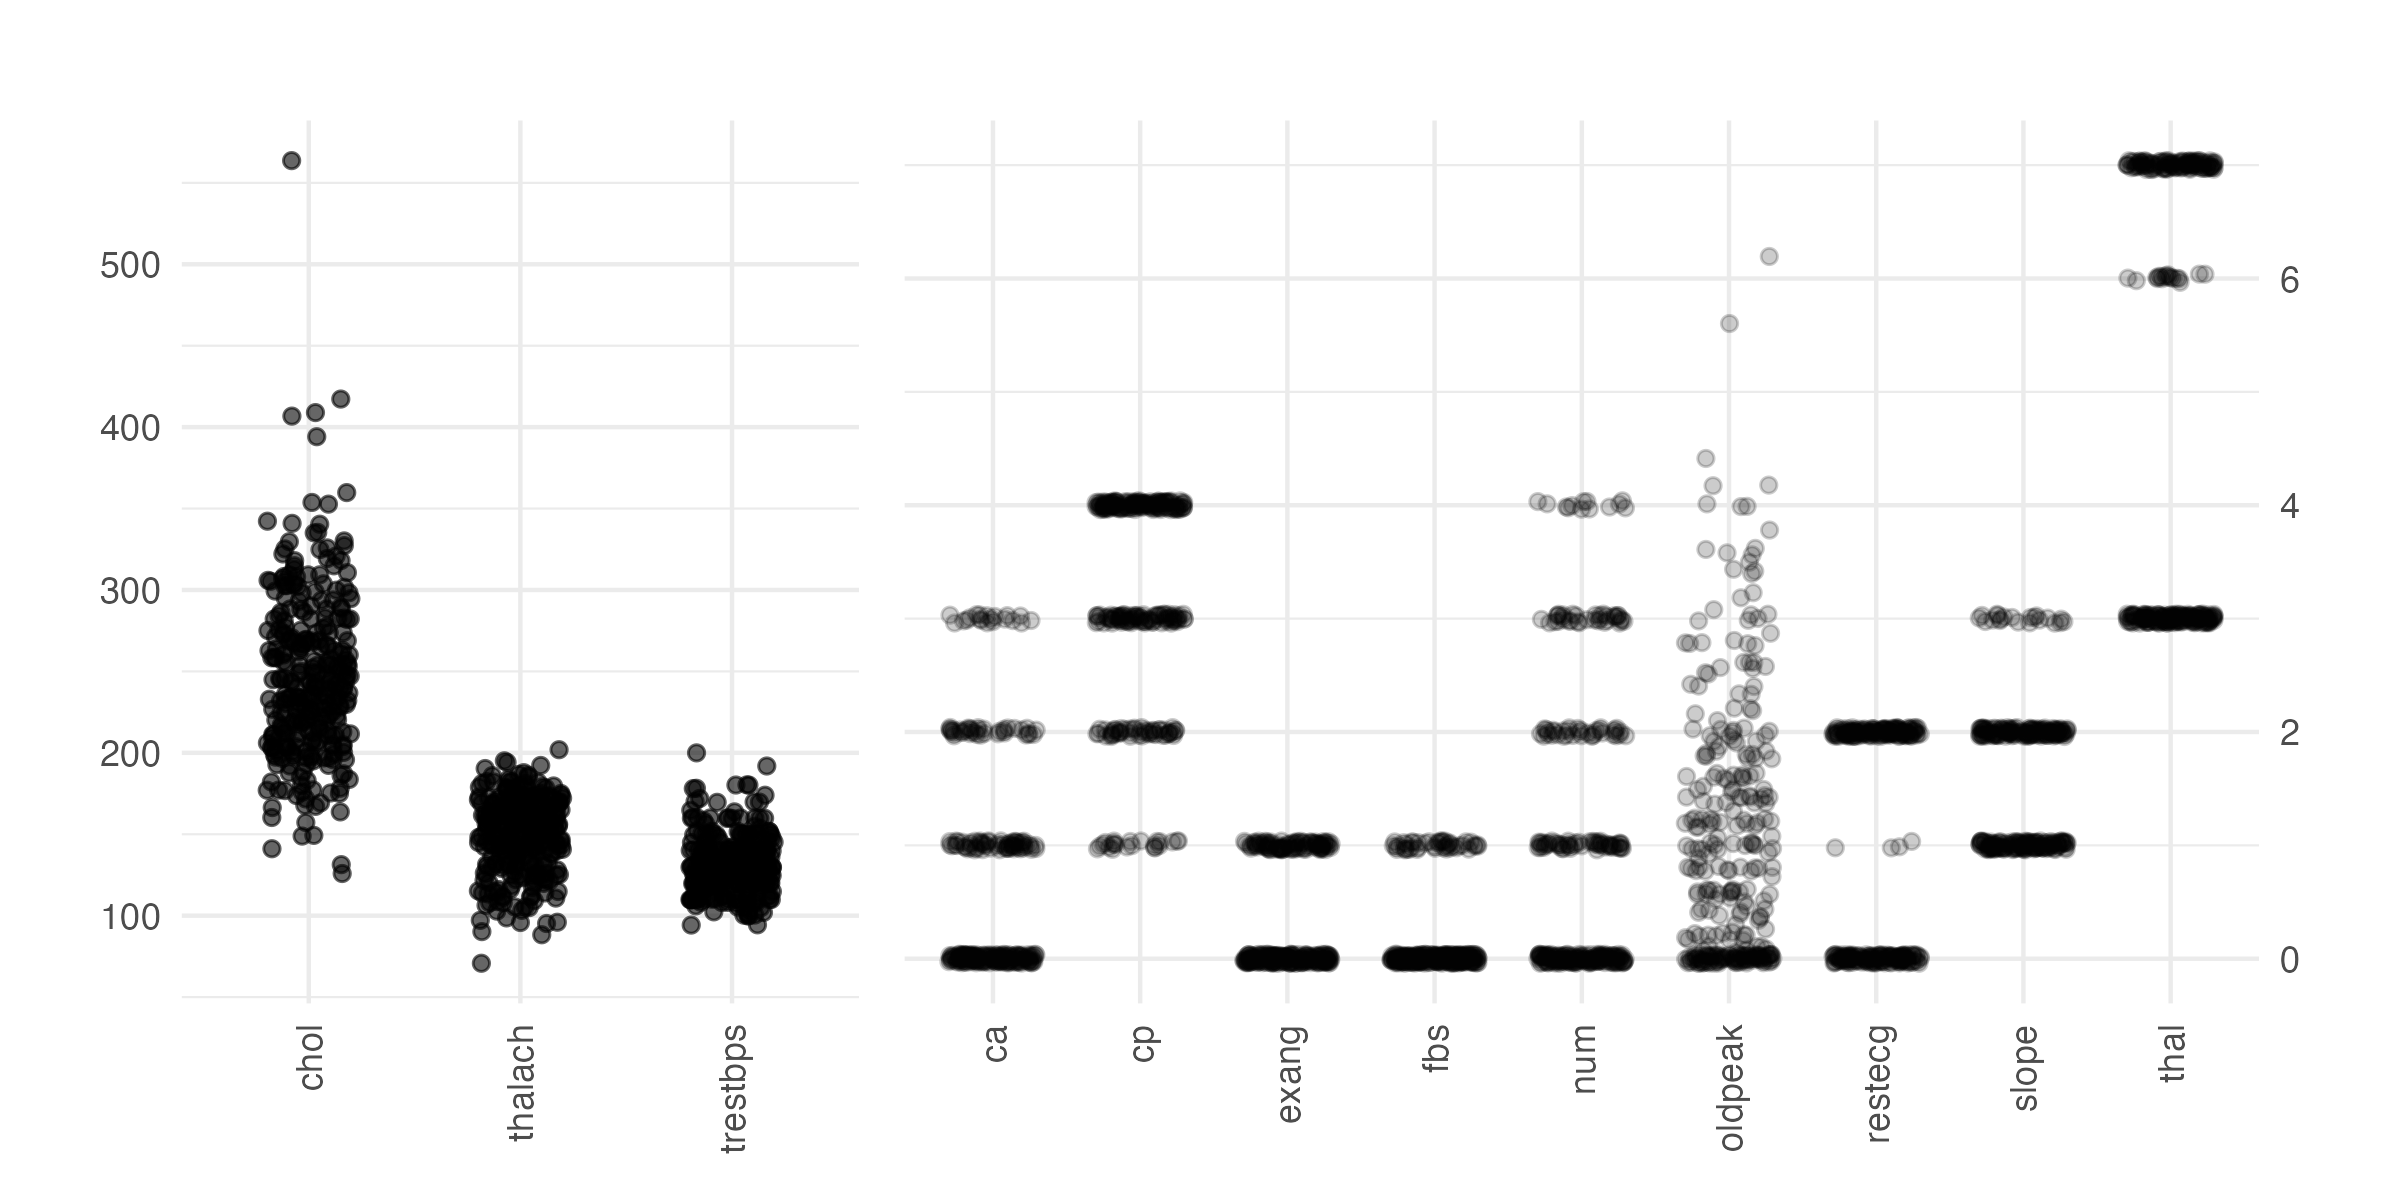 500
400
300
200
100
6
4
2
0
chol
thalach
trestbps
ca
cp
exang
fbs
num
oldpeak
restecg
slope
thal